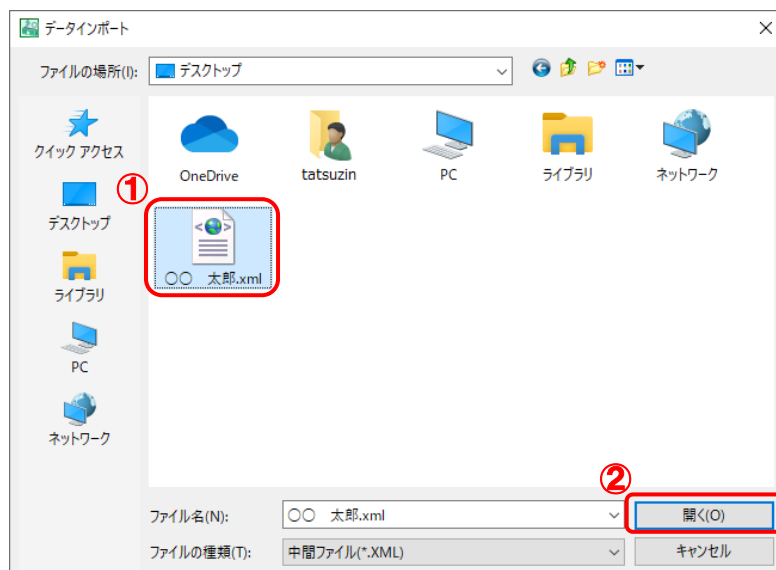 データインポート
ファイルの場所(I):
デスクトップ
クイック アクセス
デスクトップ
ライブラリ
PC
ネットワーク
OneDrive
tatsuzin
PC
ライブラリ
ネットワーク
①
〇〇　太郎.xml
②
ファイル名(N):
〇〇　太郎.xml
開く(O)
ファイルの種類(T):
中間ファイル(*.XML)
キャンセル